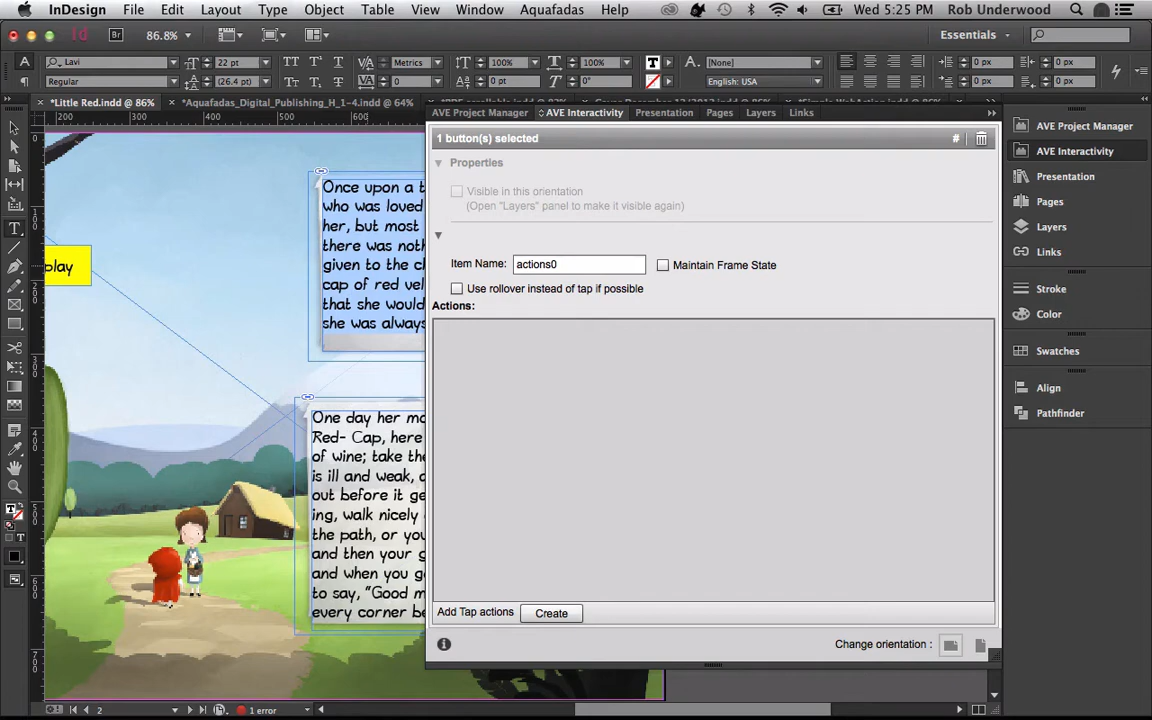 InDesign File Edit Layout Type Object Table View Window Aquafadas Help Wed 5:25 PM Rob Underwood
Br 86.8% Essentials
A Lavi 22 pt Metrics 100% 100% T A. [None] 0 px 0 px
Regular (26.4 pt) 0 0 pt 0° English: USA 0 px 0 px
*Little Red.indd @ 86% *Aquafadas_Digital_Publishing_H_1-4.indd @ 64%
200 300 400 500 600
AVE Project Manager AVE Interactivity Presentation Pages Layers Links
1 button(s) selected #
Properties
Visible in this orientation
(Open "Layers" panel to make it visible again)
Item Name: actions0 Maintain Frame State
Use rollover instead of tap if possible
Actions:
Add Tap actions Create
Change orientation :
play
Once upon a t
who was loved
her, but most
there was noth
given to the ch
cap of red vel
that she would
she was always
One day her mo
Red- Cap, here
of wine; take the
is ill and weak, a
out before it ge
ing, walk nicely
the path, or you
and then your g
and when you go
to say, "Good m
every corner be
AVE Project Manager
AVE Interactivity
Presentation
Pages
Layers
Links
Stroke
Color
Swatches
Align
Pathfinder
2 1 error